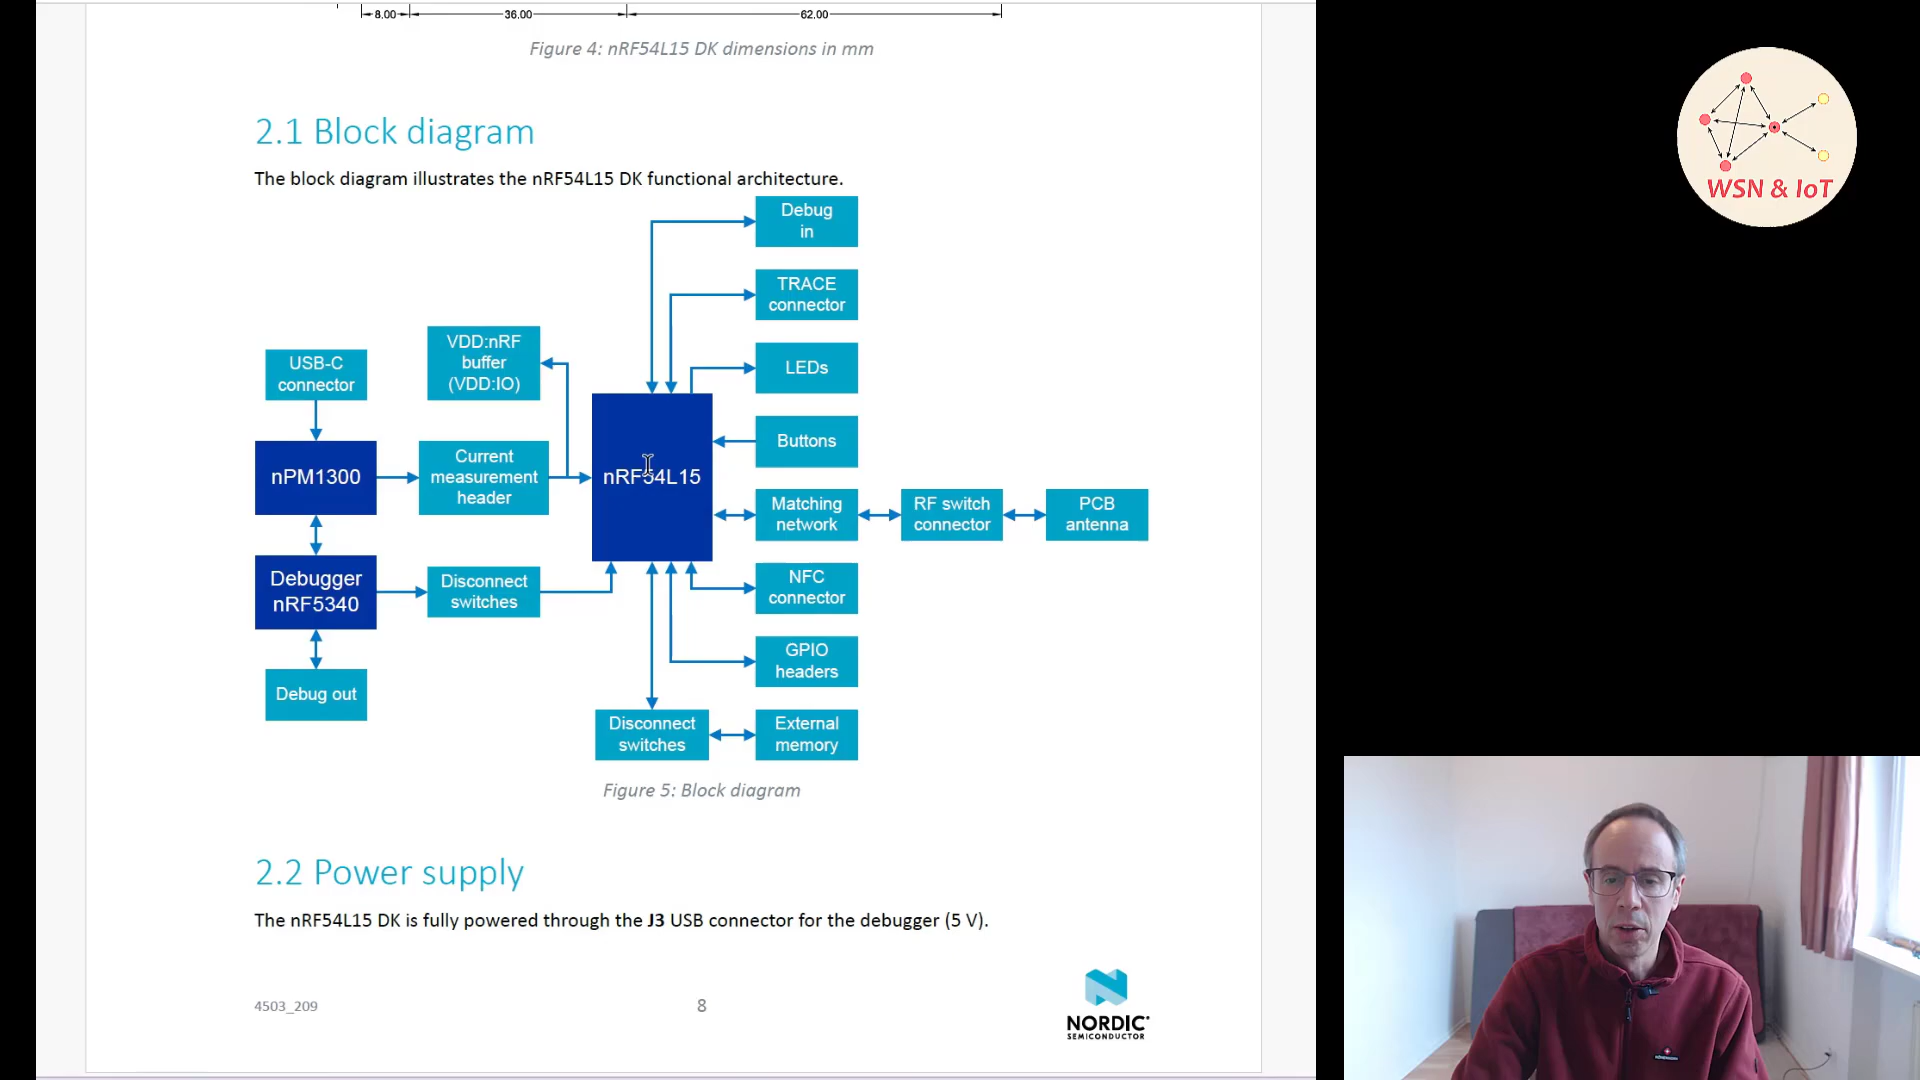 8.00
36.00
62.00
Figure 4: nRF54L15 DK dimensions in mm
2.1 Block diagram
The block diagram illustrates the nRF54L15 DK functional architecture.
Debug
in
TRACE
connector
LEDs
Buttons
Matching
network
RF switch
connector
PCB
antenna
NFC
connector
GPIO
headers
External
memory
Disconnect
switches
nRF54L15
VDD:nRF
buffer
(VDD:IO)
USB-C
connector
nPM1300
Current
measurement
header
Debugger
nRF5340
Disconnect
switches
Debug out
Figure 5: Block diagram
2.2 Power supply
The nRF54L15 DK is fully powered through the J3 USB connector for the debugger (5 V).
4503_209
8
NORDIC
SEMICONDUCTOR
WSN & IoT